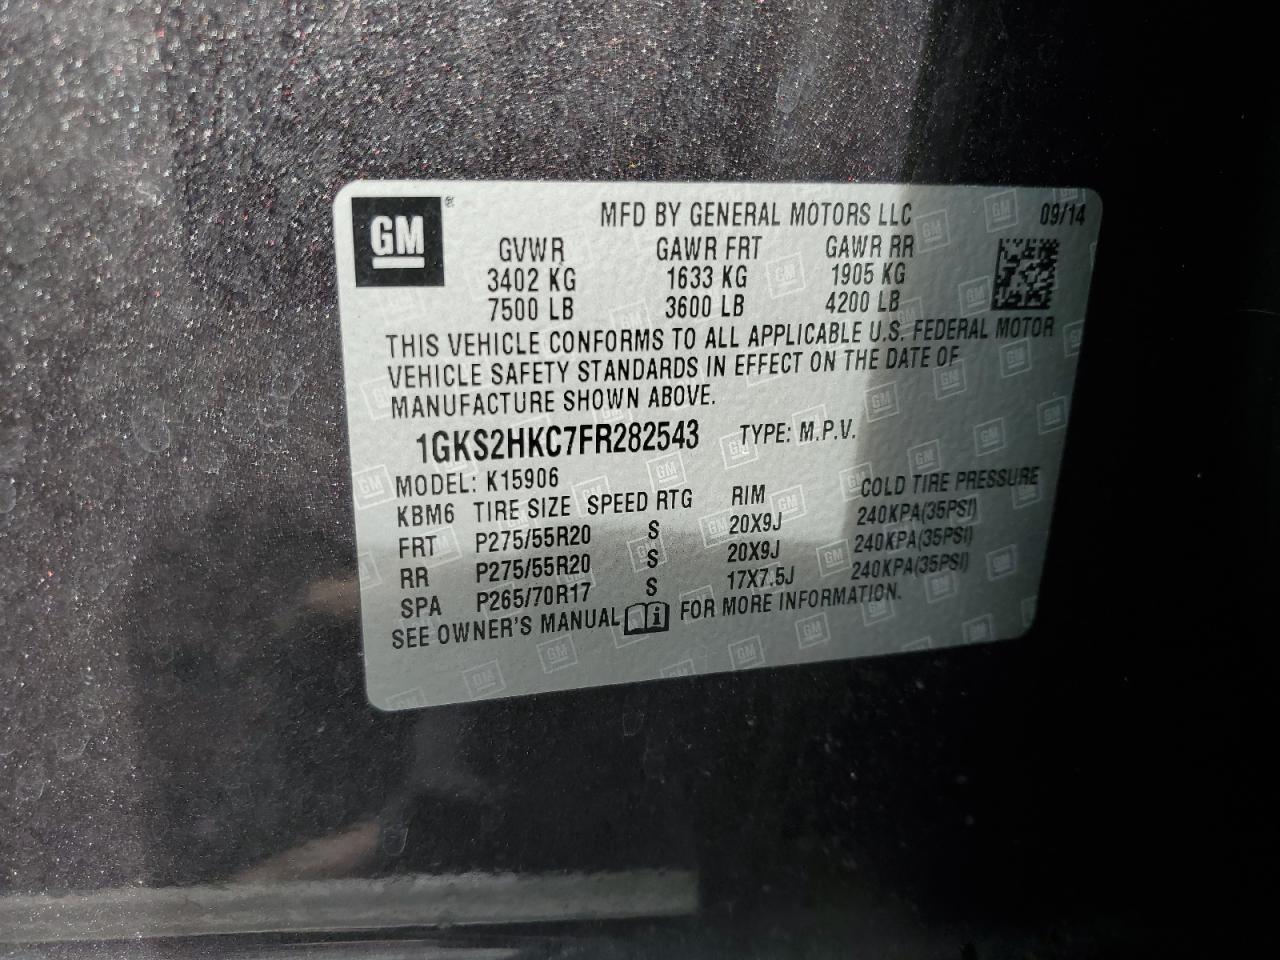 GM ®
MFD BY GENERAL MOTORS LLC 09/14
GVWR GAWR FRT GAWR RR
3402 KG 1633 KG 1905 KG
7500 LB 3600 LB 4200 LB
THIS VEHICLE CONFORMS TO ALL APPLICABLE U.S. FEDERAL MOTOR
VEHICLE SAFETY STANDARDS IN EFFECT ON THE DATE OF
MANUFACTURE SHOWN ABOVE.
1GKS2HKC7FR282543 TYPE: M.P.V.
MODEL: K15906
KBM6 TIRE SIZE SPEED RTG RIM COLD TIRE PRESSURE
FRT P275/55R20 S 20X9J 240KPA(35PSI)
RR P275/55R20 S 20X9J 240KPA(35PSI)
SPA P265/70R17 S 17X7.5J 240KPA(35PSI)
SEE OWNER'S MANUAL i FOR MORE INFORMATION.